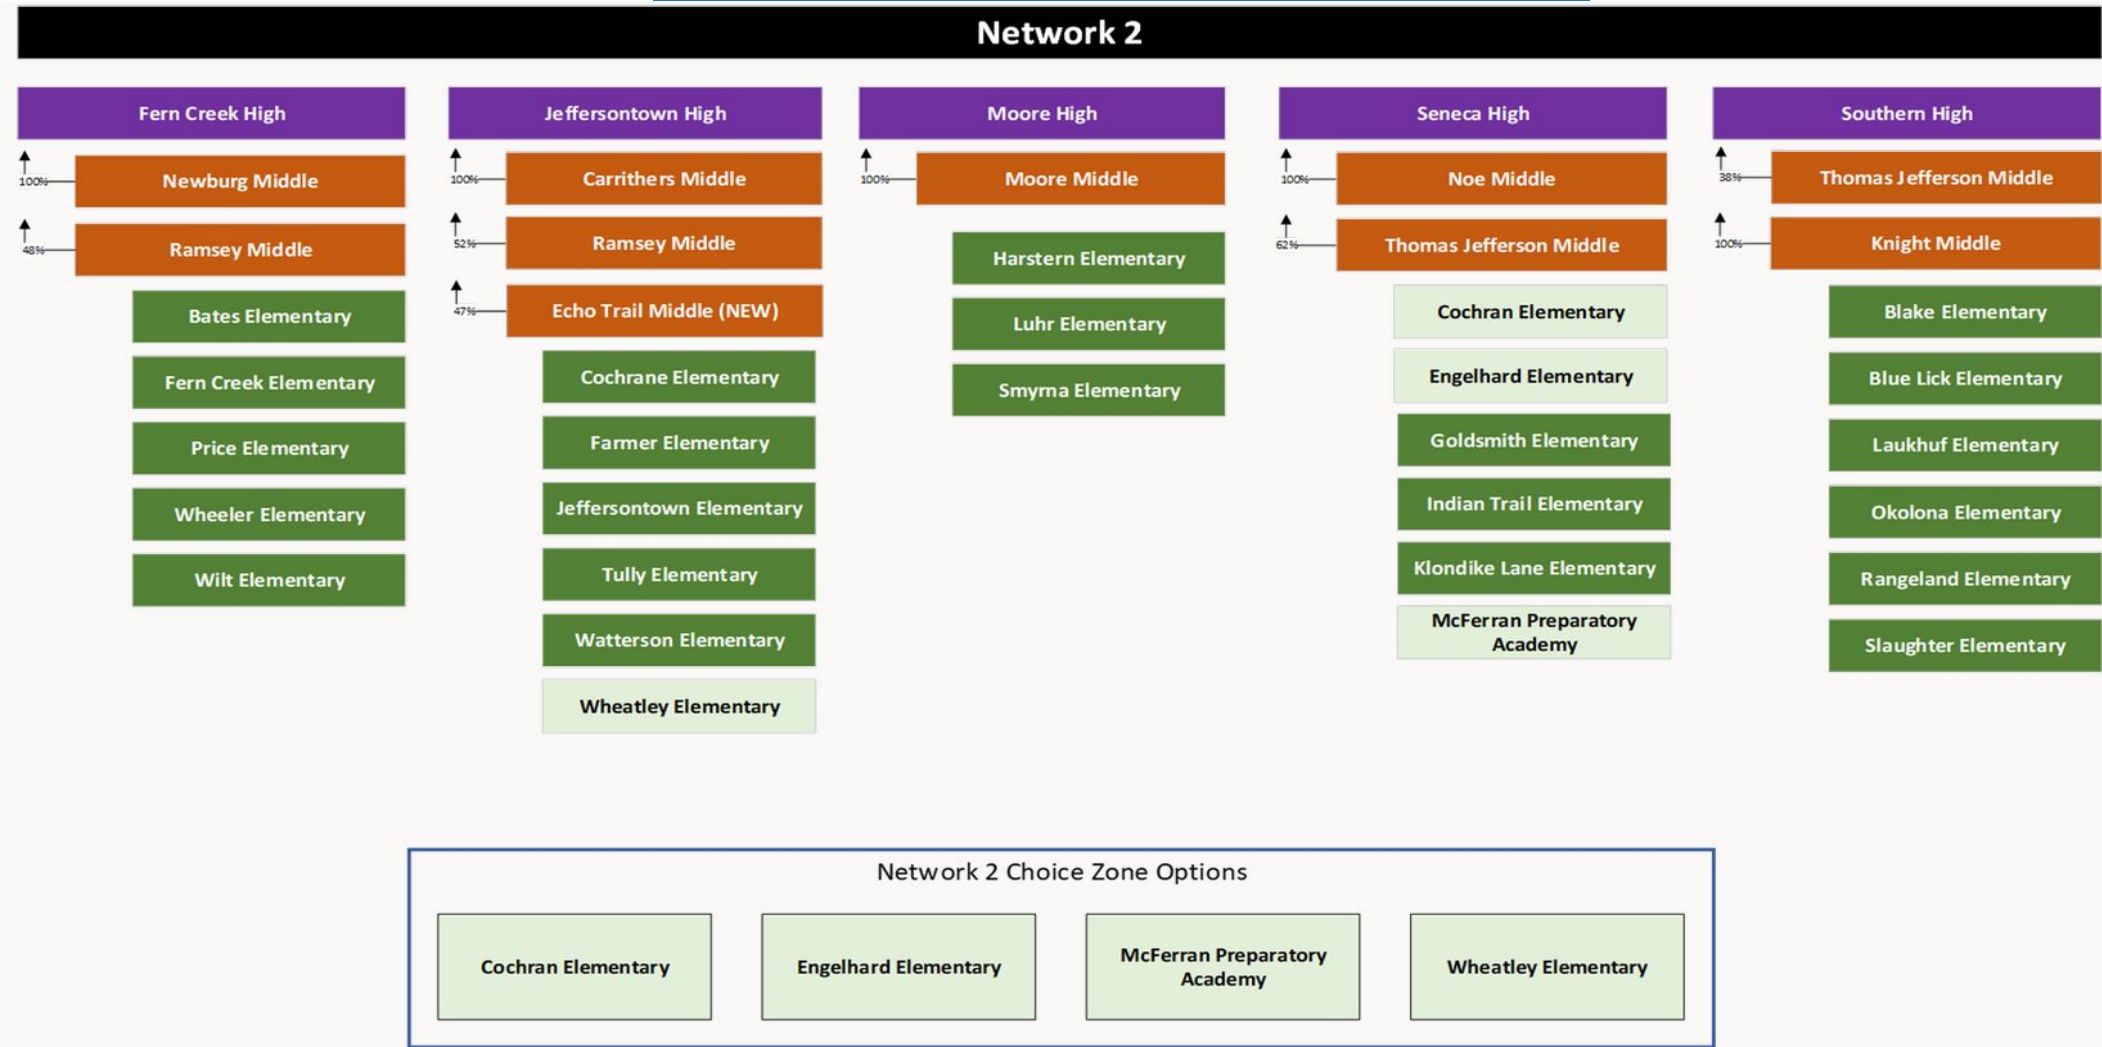 Network 2
Fern Creek High
100%
Newburg Middle
48%
Ramsey Middle
Bates Elementary
Fern Creek Elementary
Price Elementary
Wheeler Elementary
Wilt Elementary
Jeffersontown High
100%
Carrithers Middle
52%
Ramsey Middle
47%
Echo Trail Middle (NEW)
Cochrane Elementary
Farmer Elementary
Jeffersontown Elementary
Tully Elementary
Watterson Elementary
Wheatley Elementary
Moore High
100%
Moore Middle
Harstern Elementary
Luhr Elementary
Smyrna Elementary
Seneca High
100%
Noe Middle
62%
Thomas Jefferson Middle
Cochran Elementary
Engelhard Elementary
Goldsmith Elementary
Indian Trail Elementary
Klondike Lane Elementary
McFerran Preparatory
Academy
Southern High
38%
Thomas Jefferson Middle
100%
Knight Middle
Blake Elementary
Blue Lick Elementary
Laukhuf Elementary
Okolona Elementary
Rangeland Elementary
Slaughter Elementary
Network 2 Choice Zone Options
Cochran Elementary
Engelhard Elementary
McFerran Preparatory
Academy
Wheatley Elementary